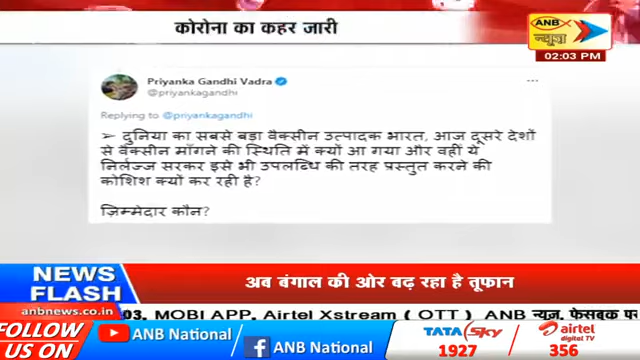 कोरोना का कहर जारी
ANB
न्यूज़
02:03 PM
Priyanka Gandhi Vadra
@priyankagandhi
Replying to @priyankagandhi
➢ दुनिया का सबसे बड़ा वैक्सीन उत्पादक भारत, आज दूसरे देशों
से वैक्सीन माँगने की स्थिति में क्यों आ गया और वहीं ये
निर्लज्ज सरकर इसे भी उपलब्धि की तरह प्रस्तुत करने की
कोशिश क्यों कर रही है?
ज़िम्मेदार कौन?
NEWS
FLASH
अब बंगाल की ओर बढ़ रहा है तूफान
anbnews.co.in
03, MOBI APP, Airtel Xstream ( OTT ) ANB न्यूज़, फेसबुक पर
FOLLOW
US ON
ANB National
ANB National
TATA Sky
1927
airtel
digital TV
356